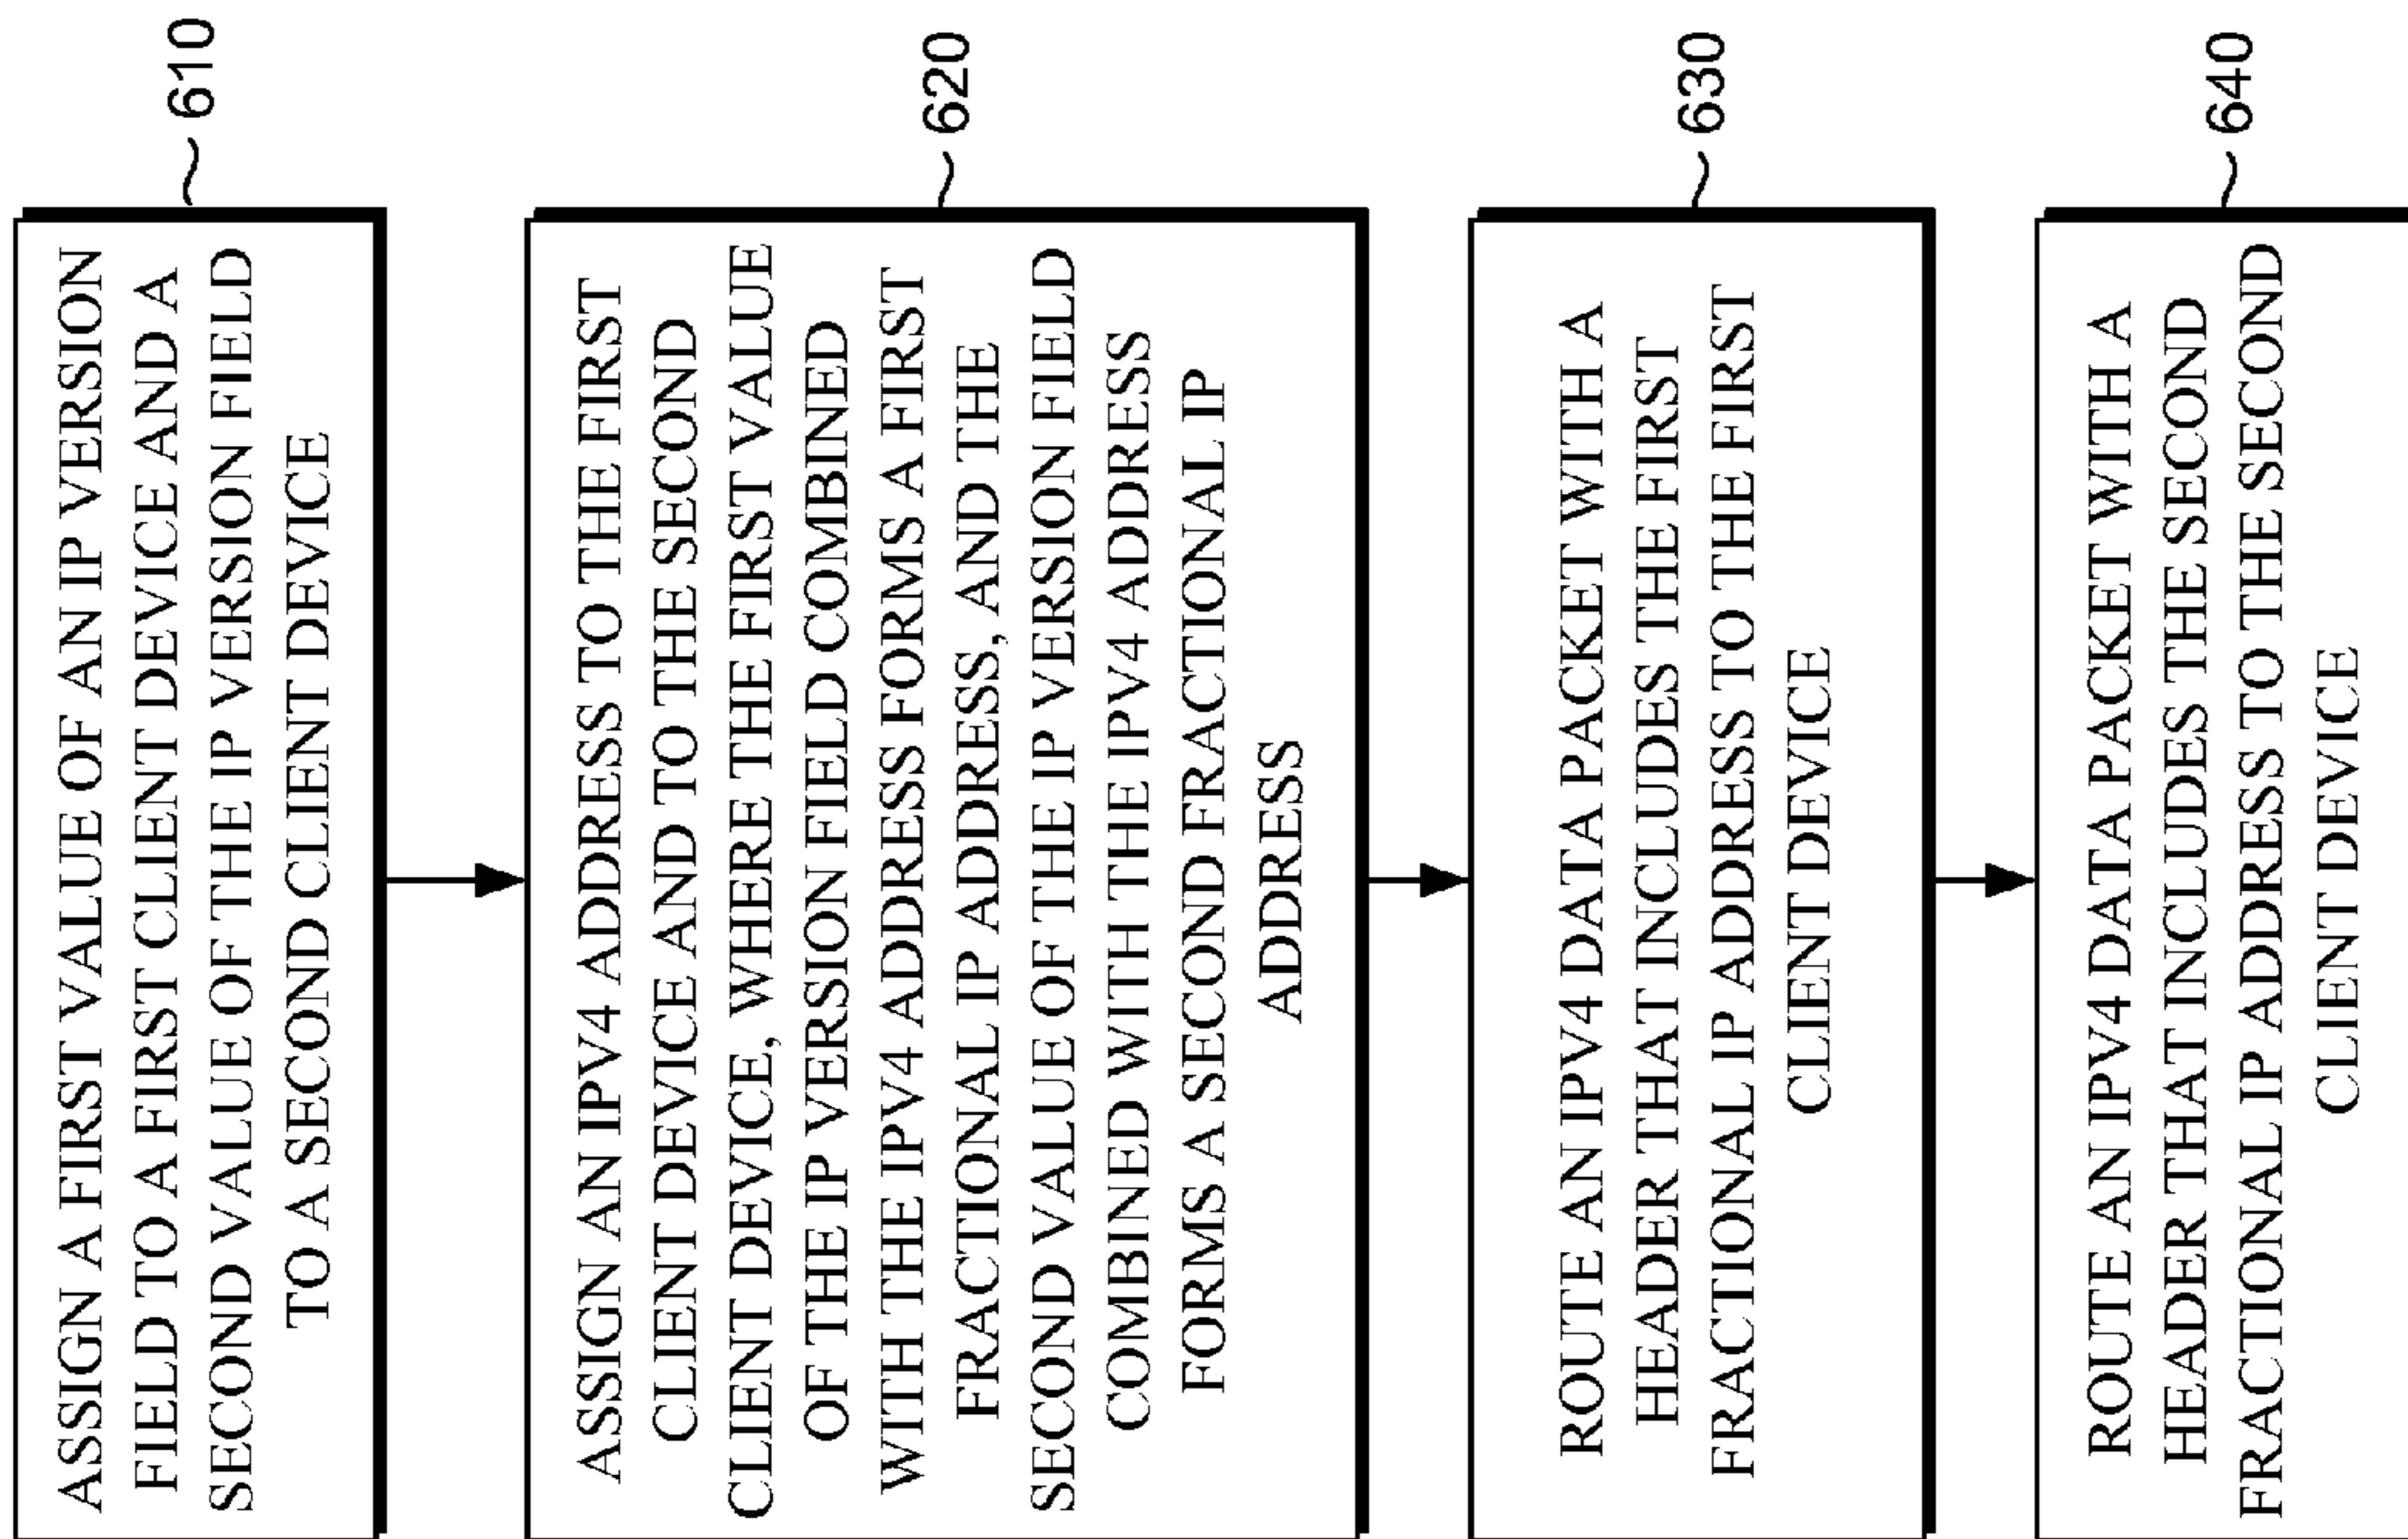 ASSIGN A FIRST VALUE OF AN IP VERSION
FIELD TO A FIRST CLIENT DEVICE AND A
SECOND VALUE OF THE IP VERSION FIELD
TO A SECOND CLIENT DEVICE
610
ASSIGN AN IPV4 ADDRESS TO THE FIRST
CLIENT DEVICE AND TO THE SECOND
CLIENT DEVICE, WHERE THE FIRST VALUE
OF THE IP VERSION FIELD COMBINED
WITH THE IPV4 ADDRESS FORMS A FIRST
FRACTIONAL IP ADDRESS, AND THE
SECOND VALUE OF THE IP VERSION FIELD
COMBINED WITH THE IPV4 ADDRESS
FORMS A SECOND FRACTIONAL IP
ADDRESS
620
ROUTE AN IPV4 DATA PACKET WITH A
HEADER THAT INCLUDES THE FIRST
FRACTIONAL IP ADDRESS TO THE FIRST
CLIENT DEVICE
630
ROUTE AN IPV4 DATA PACKET WITH A
HEADER THAT INCLUDES THE SECOND
FRACTIONAL IP ADDRESS TO THE SECOND
CLIENT DEVICE
640